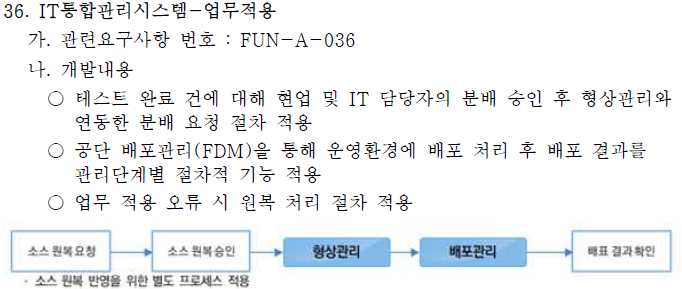 36. IT통합관리시스템-업무적용
가. 관련요구사항 번호 : FUN-A-036
나. 개발내용
○ 테스트 완료 건에 대해 현업 및 IT 담당자의 분배 승인 후 형상관리와
연동한 분배 요청 절차 적용
○ 공단 배포관리(FDM)을 통해 운영환경에 배포 처리 후 배포 결과를
관리단계별 절차적 기능 적용
○ 업무 적용 오류 시 원복 처리 절차 적용
소스 원복 요청 소스 원복 승인 형상관리 배포관리 배표 결과 확인
· 소스 원복 반영을 위한 별도 프로세스 적용